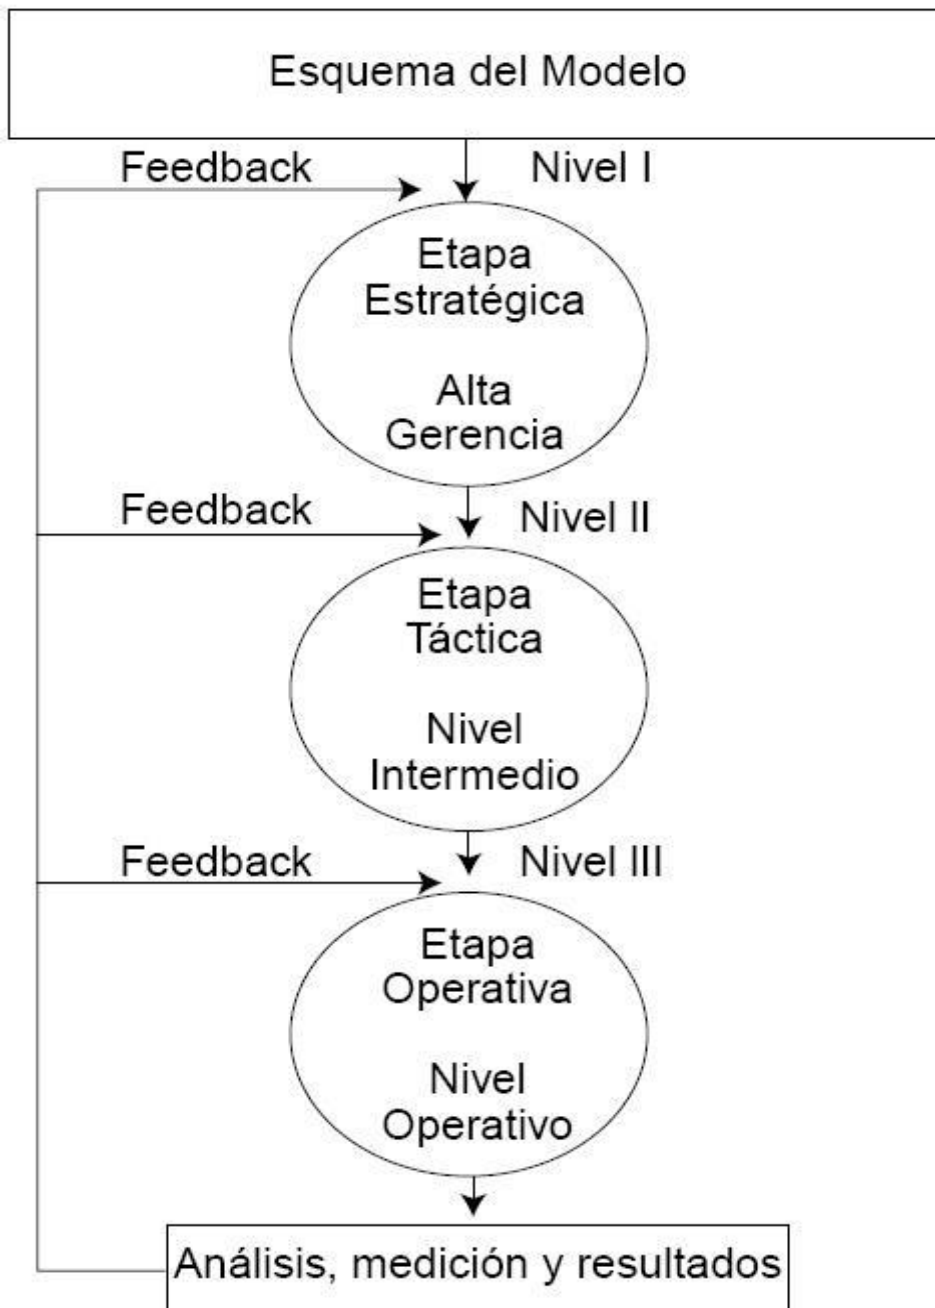 Esquema del Modelo
Feedback
Nivel I
Etapa
Estratégica
Alta
Gerencia
Feedback
Nivel II
Etapa
Táctica
Nivel
Intermedio
Feedback
Nivel III
Etapa
Operativa
Nivel
Operativo
Análisis, medición y resultados